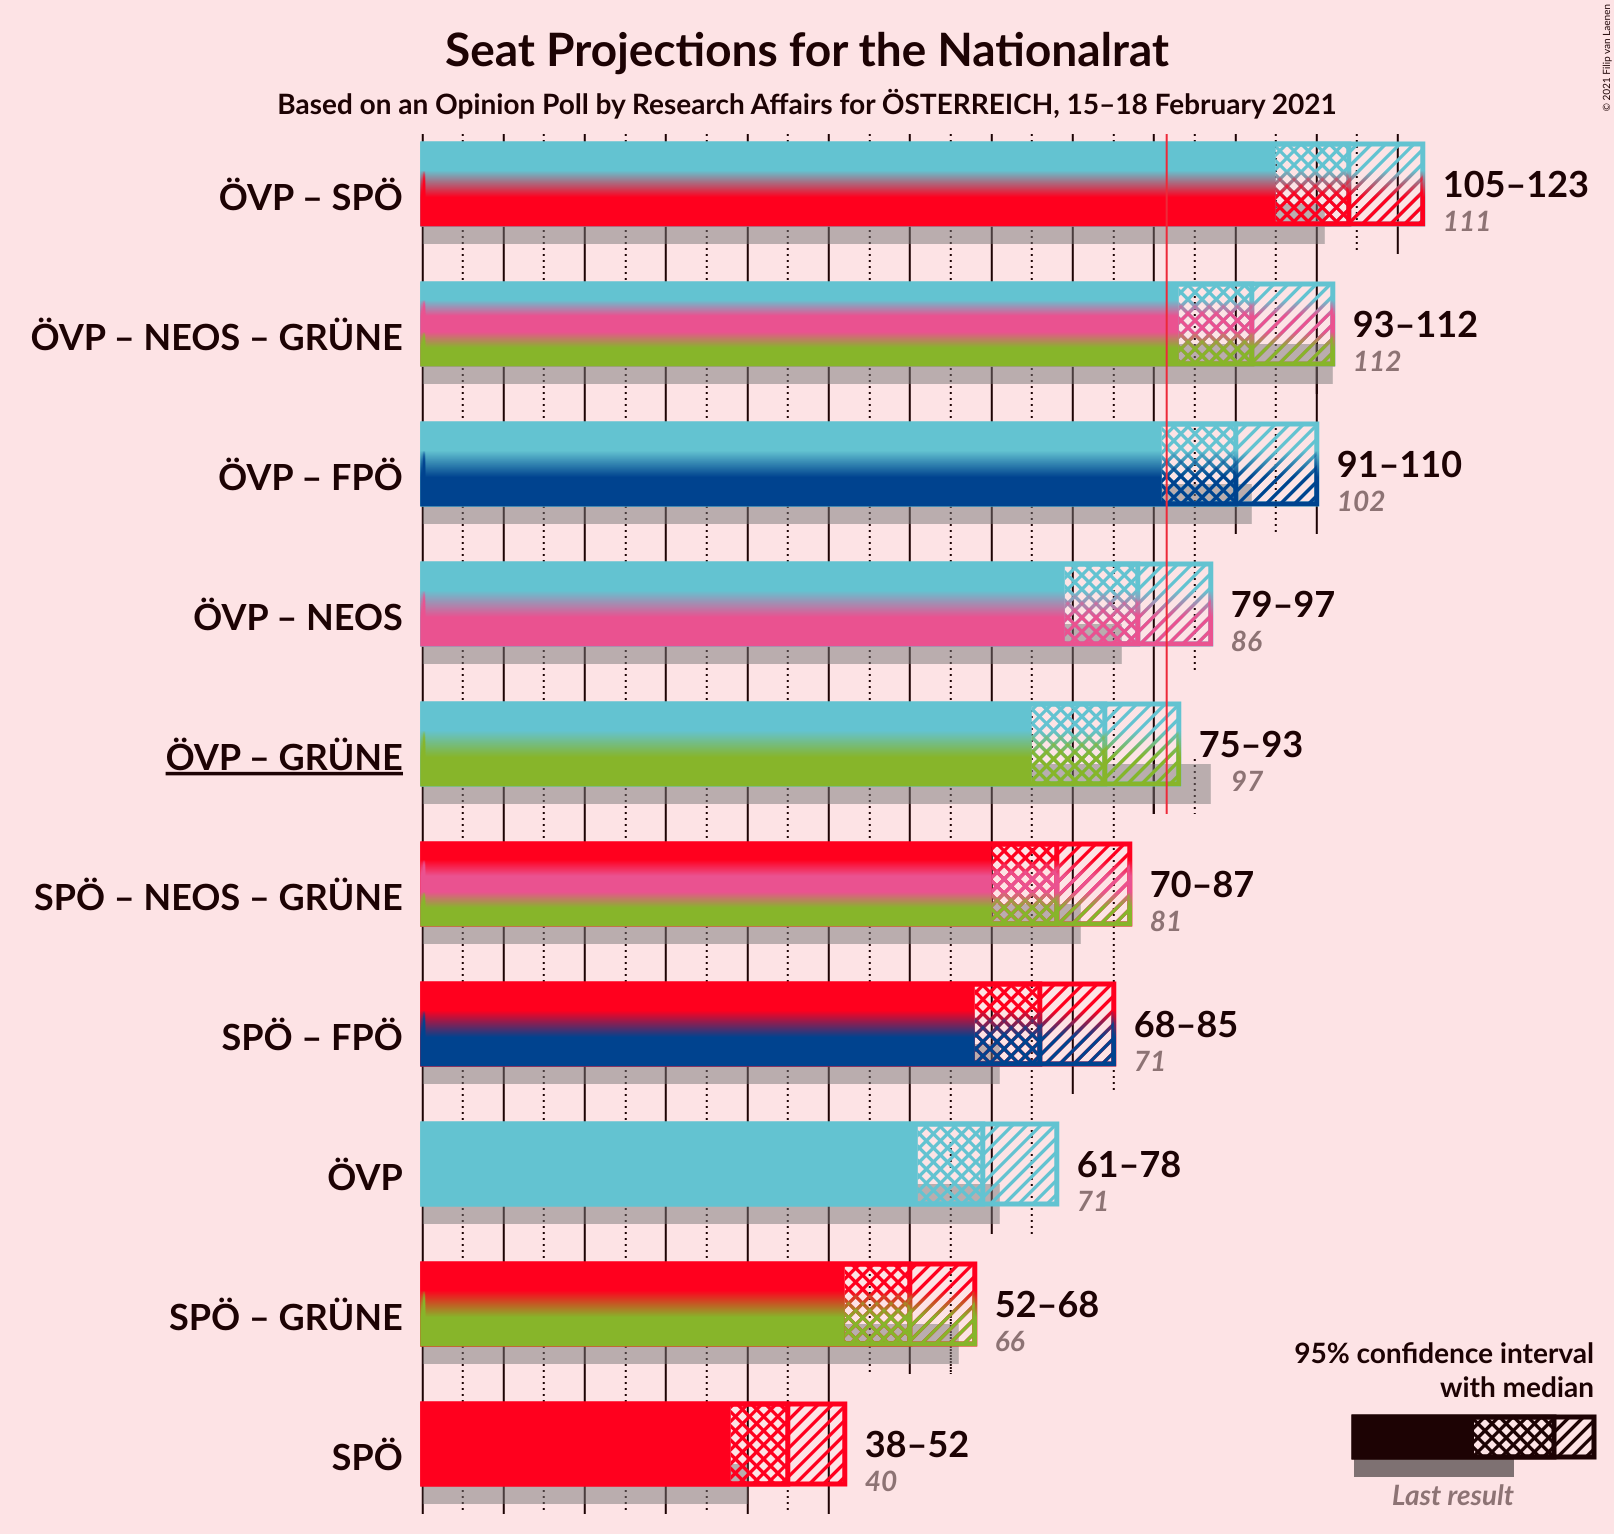 Seat Projections for the Nationalrat
Based on an Opinion Poll by Research Affairs for ÖSTERREICH, 15–18 February 2021
© 2021 Filip van Laenen
ÖVP – SPÖ
105–123
111
ÖVP – NEOS – GRÜNE
93–112
112
ÖVP – FPÖ
91–110
102
ÖVP – NEOS
79–97
86
ÖVP – GRÜNE
75–93
97
SPÖ – NEOS – GRÜNE
70–87
81
SPÖ – FPÖ
68–85
71
ÖVP
61–78
71
SPÖ – GRÜNE
52–68
66
SPÖ
38–52
40
95% confidence interval
with median
Last result